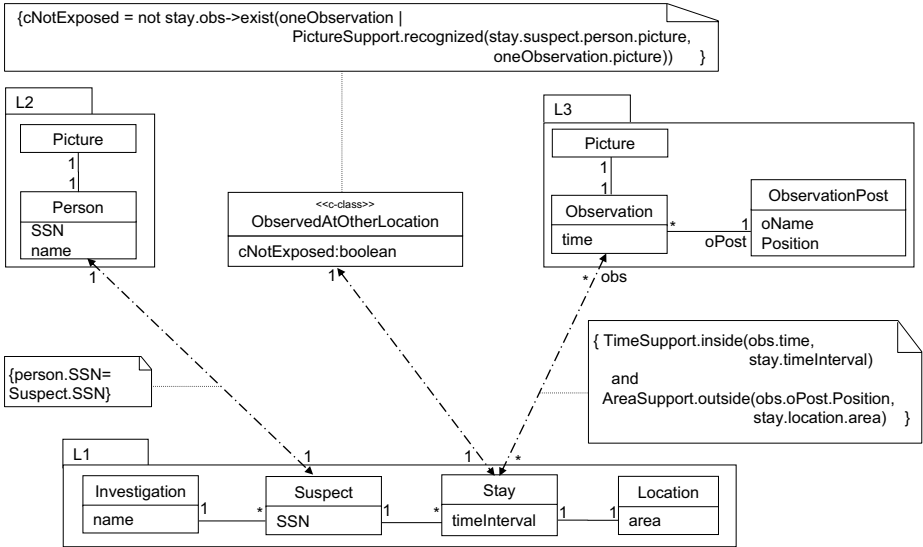 {cNotExposed = not stay.obs->exist(oneObservation |
PictureSupport.recognized(stay.suspect.person.picture,
oneObservation.picture)) }
L2
Picture
1
1
Person
SSN
name
1
<<c-class>>
ObservedAtOtherLocation
cNotExposed:boolean
1
L3
Picture
1
1
Observation
time
*
1
oPost
ObservationPost
oName
Position
* obs
{person.SSN=
Suspect.SSN}
{ TimeSupport.inside(obs.time,
stay.timeInterval)
and
AreaSupport.outside(obs.oPost.Position,
stay.location.area) }
L1
1
1
*
Investigation
name
1
*
Suspect
SSN
1
*
Stay
timeInterval
1
1
Location
area